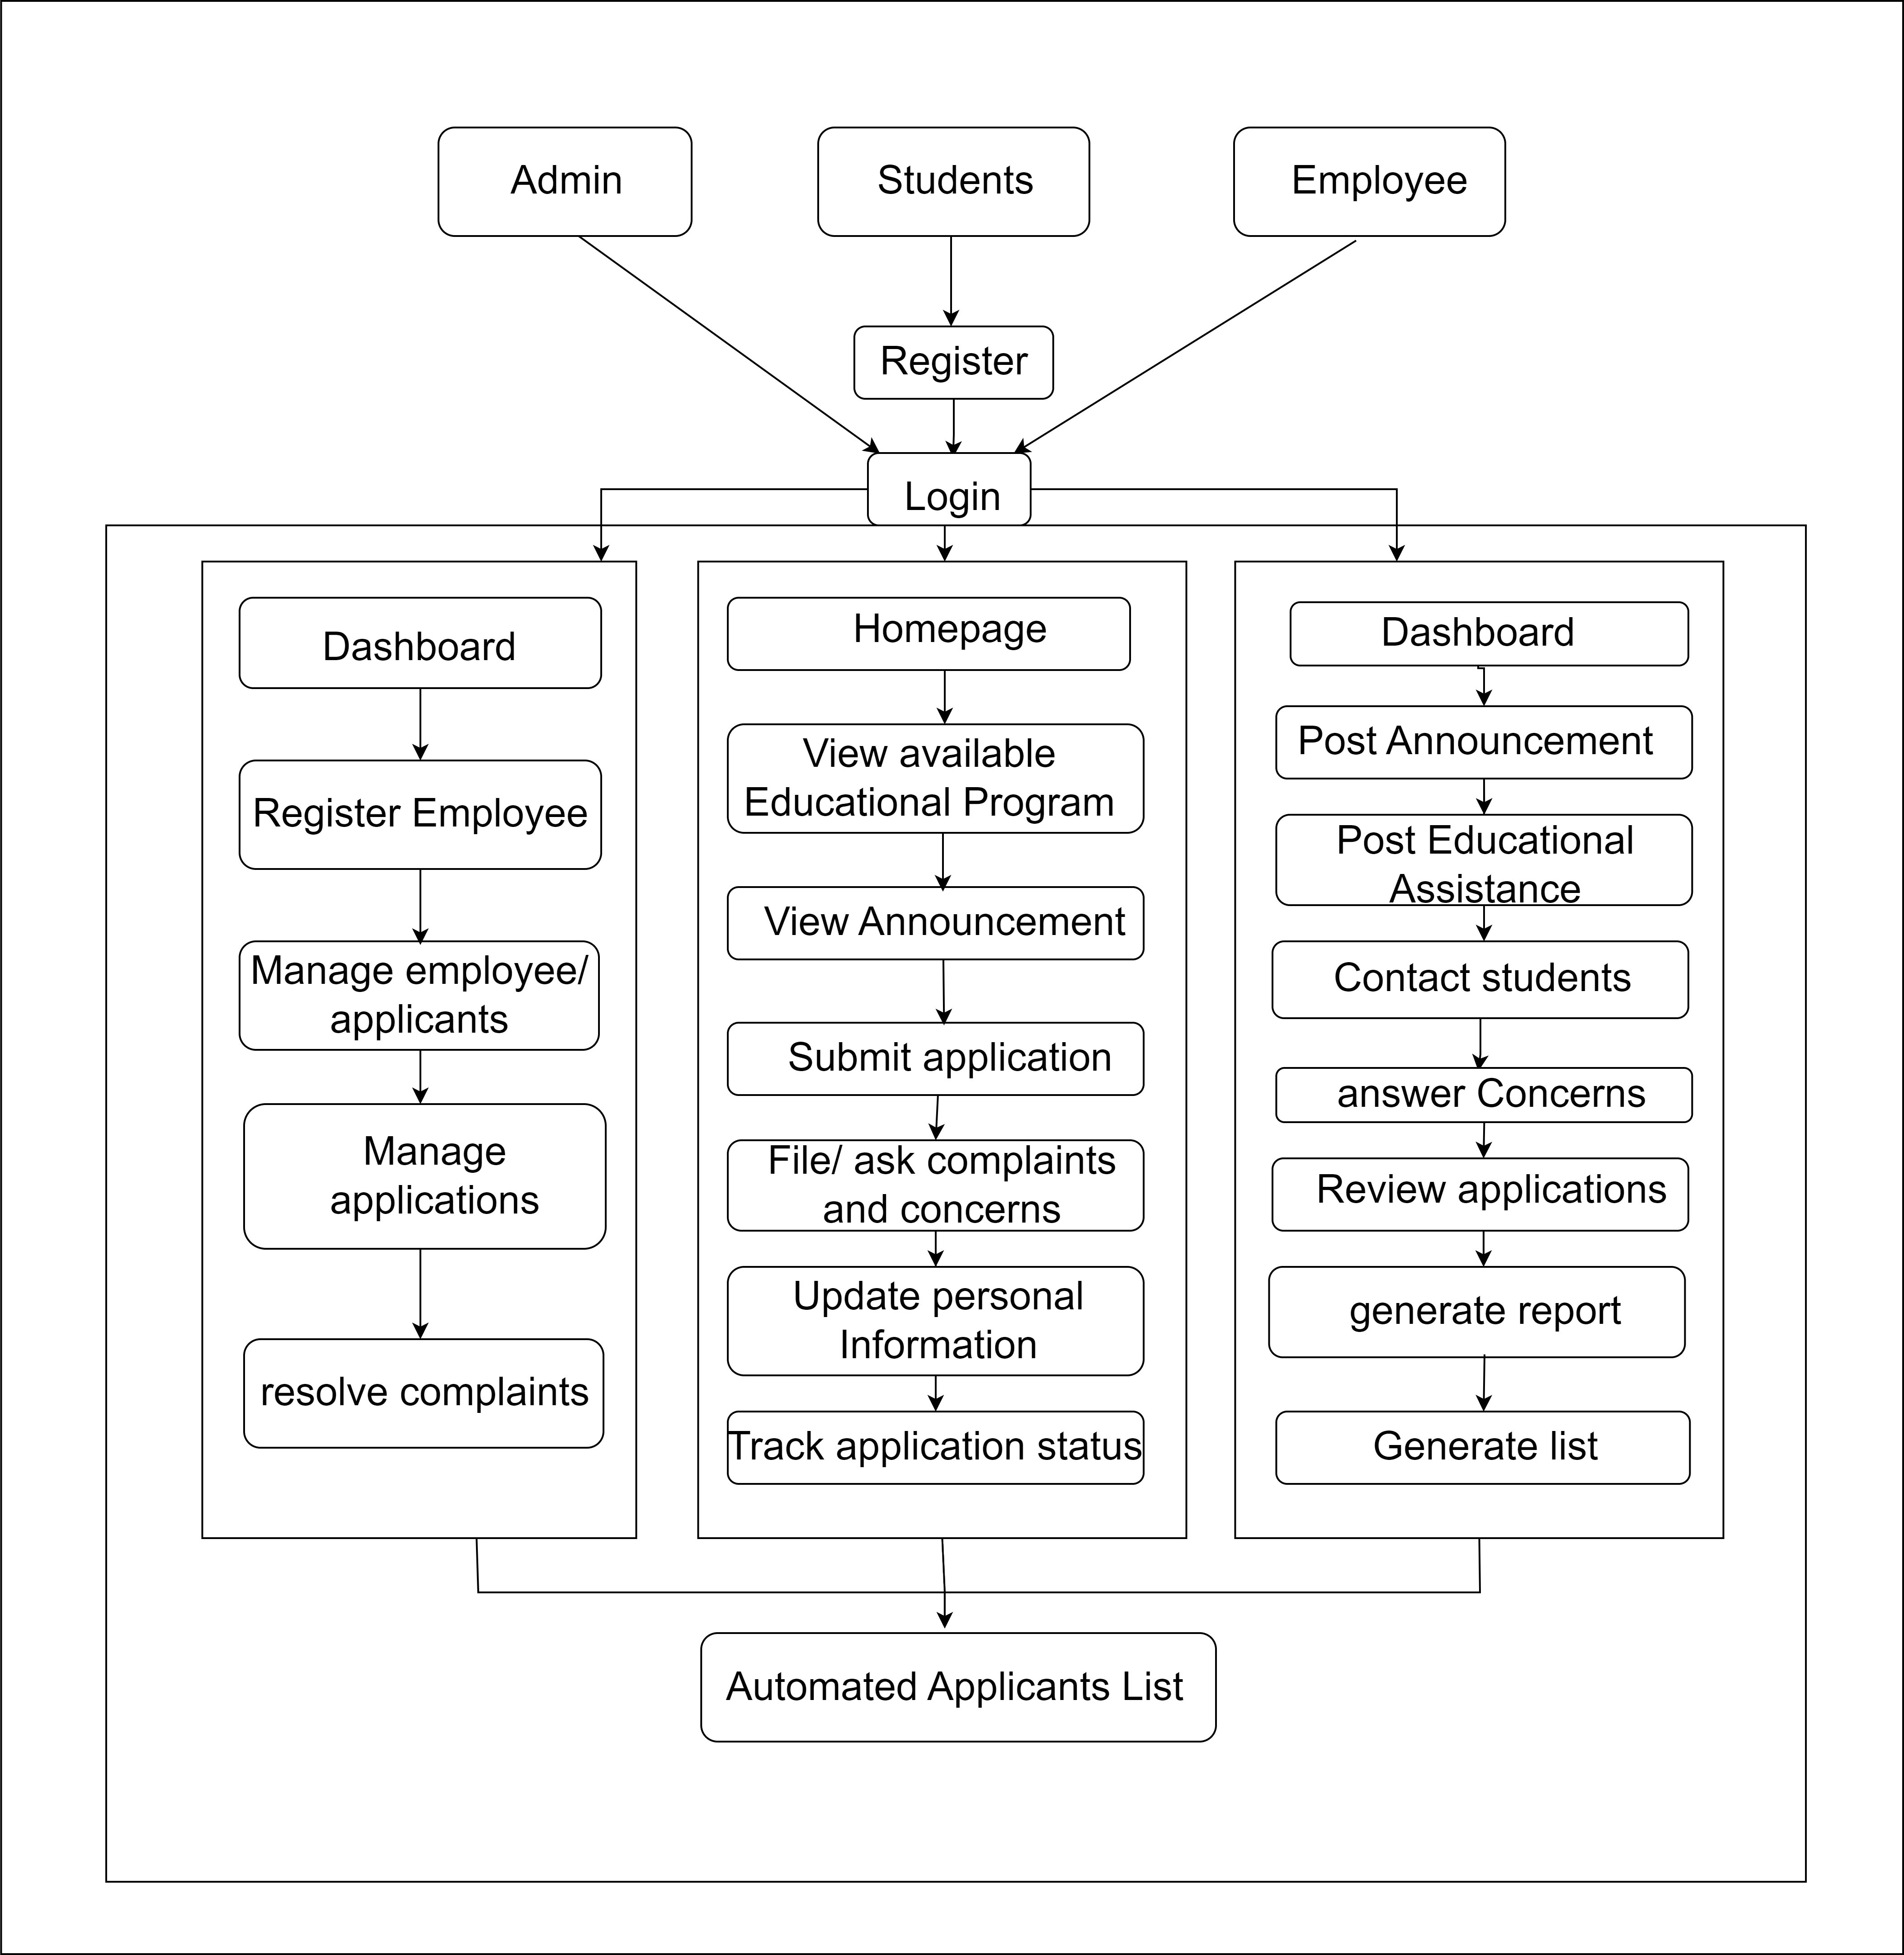 Admin
Students
Employee
Register
Login
Dashboard
Register Employee
Manage employee/
applicants
Manage
applications
resolve complaints
Homepage
View available
Educational Program
View Announcement
Submit application
File/ ask complaints
and concerns
Update personal
Information
Track application status
Dashboard
Post Announcement
Post Educational
Assistance
Contact students
answer Concerns
Review applications
generate report
Generate list
Automated Applicants List